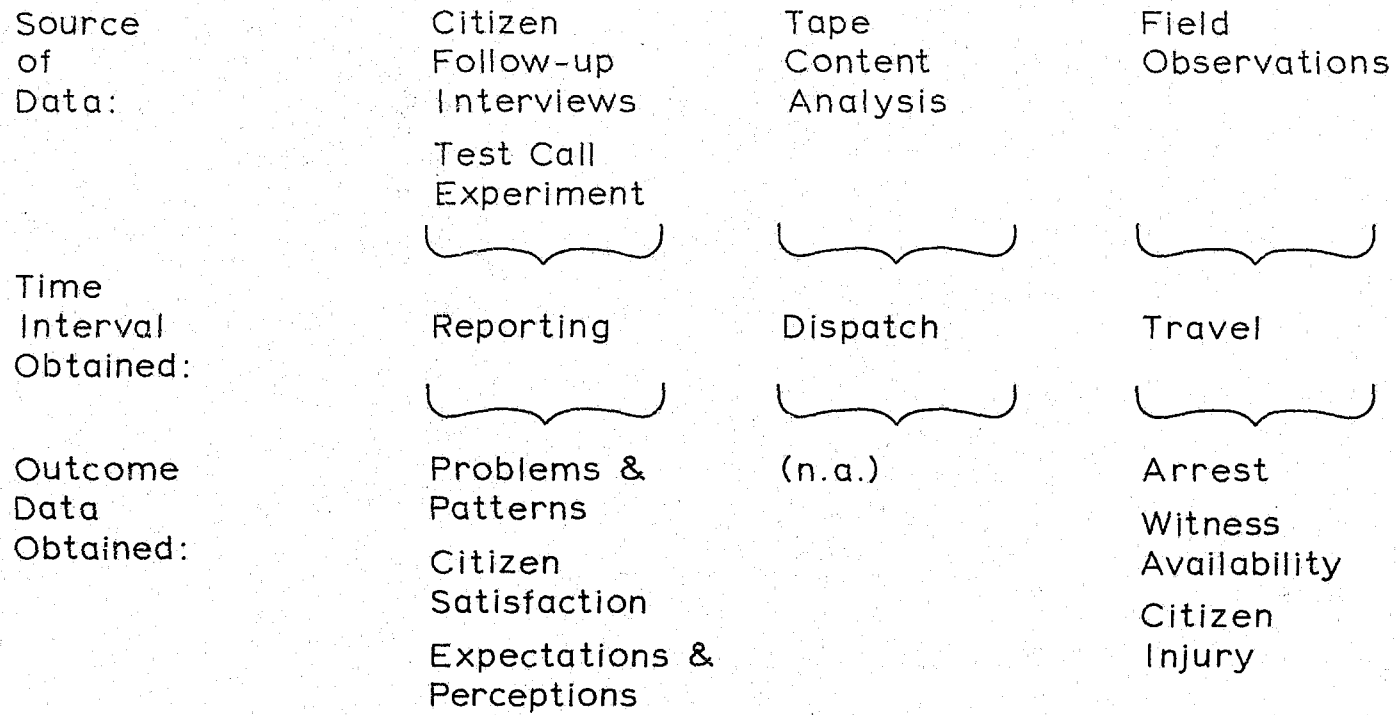 Source of Data:
Citizen Follow-up Interviews
Test Call Experiment
Tape Content Analysis
Field Observations
Time Interval Obtained:
Reporting
Dispatch
Travel
Outcome Data Obtained:
Problems & Patterns
Citizen Satisfaction
Expectations & Perceptions
(n.a.)
Arrest
Witness Availability
Citizen Injury